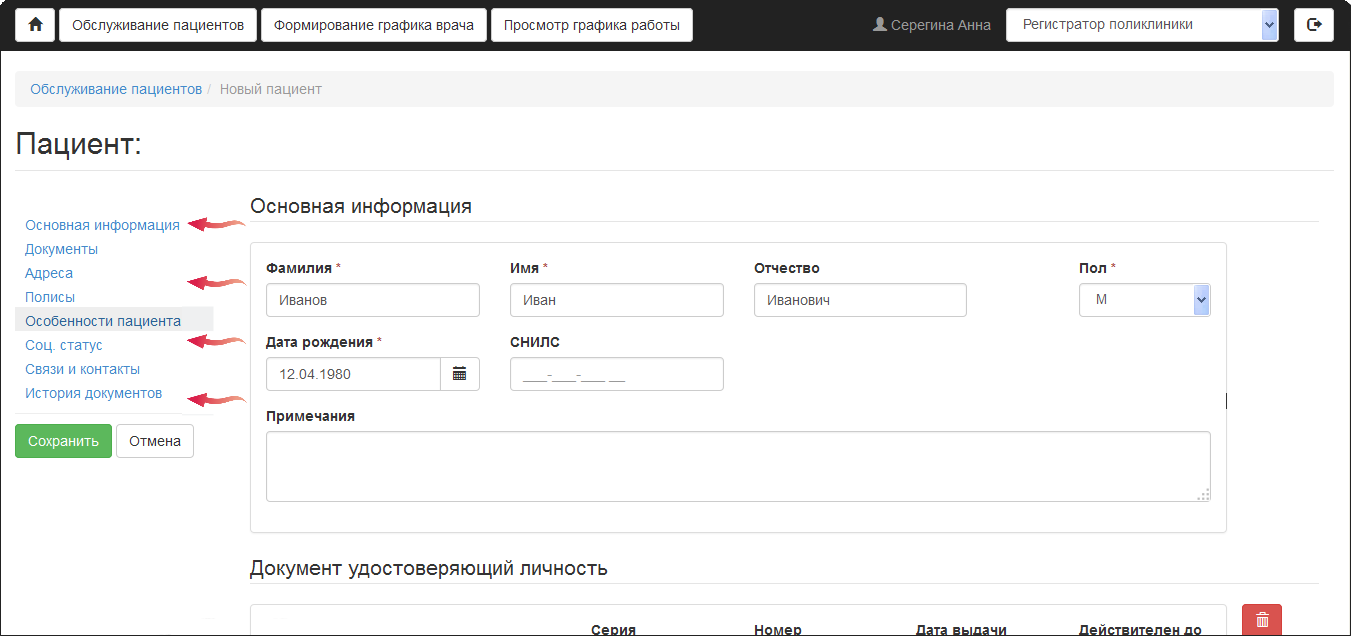 Обслуживание пациентов Формирование графика врача Просмотр графика работы Серегина Анна Регистратор поликлиники
Обслуживание пациентов / Новый пациент
Пациент:
Основная информация
Документы
Адреса
Полисы
Особенности пациента
Соц. статус
Связи и контакты
История документов
Сохранить Отмена
Основная информация
Фамилия * Имя * Отчество Пол *
Иванов Иван Иванович М
Дата рождения * СНИЛС
12.04.1980 ___-___-___ __
Примечания
Документ удостоверяющий личность
Серия Номер Дата выдачи Действителен до